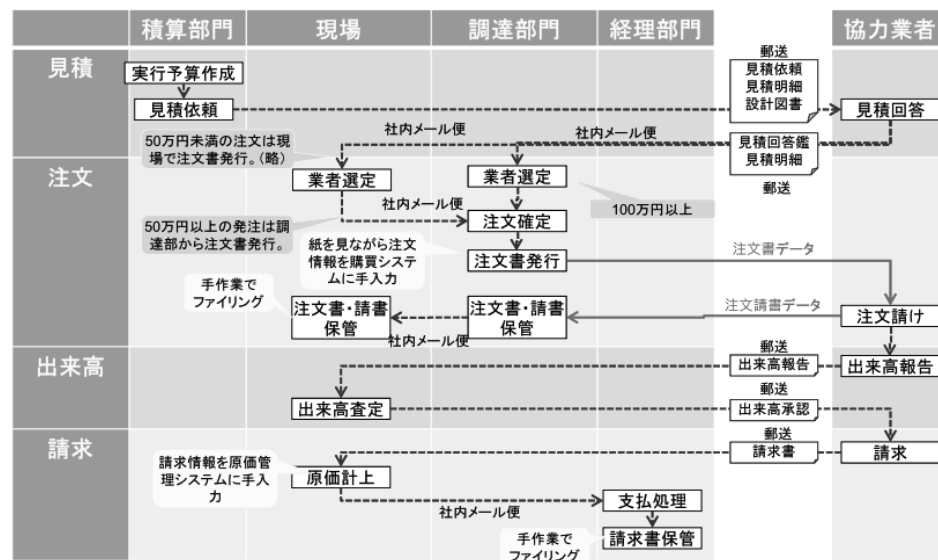 積算部門
現場
調達部門
経理部門
協力業者
見積
実行予算作成
見積依頼
郵送
見積依頼
見積明細
設計図書
見積回答
社内メール便
社内メール便
50万円未満の注文は現
場で注文書発行。（略）
見積回答鑑
見積明細
郵送
注文
業者選定
業者選定
100万円以上
社内メール便
50万円以上の発注は調
達部から注文書発行。
注文確定
紙を見ながら注文
情報を購買システ
ムに手入力
注文書発行
注文書データ
手作業で
ファイリング
注文書・請書
保管
注文書・請書
保管
注文請書データ
注文請け
社内メール便
出来高
郵送
出来高報告
出来高報告
郵送
出来高査定
出来高承認
請求
郵送
請求書
請求
請求情報を原価管
理システムに手入
力
原価計上
社内メール便
支払処理
手作業で
ファイリング
請求書保管